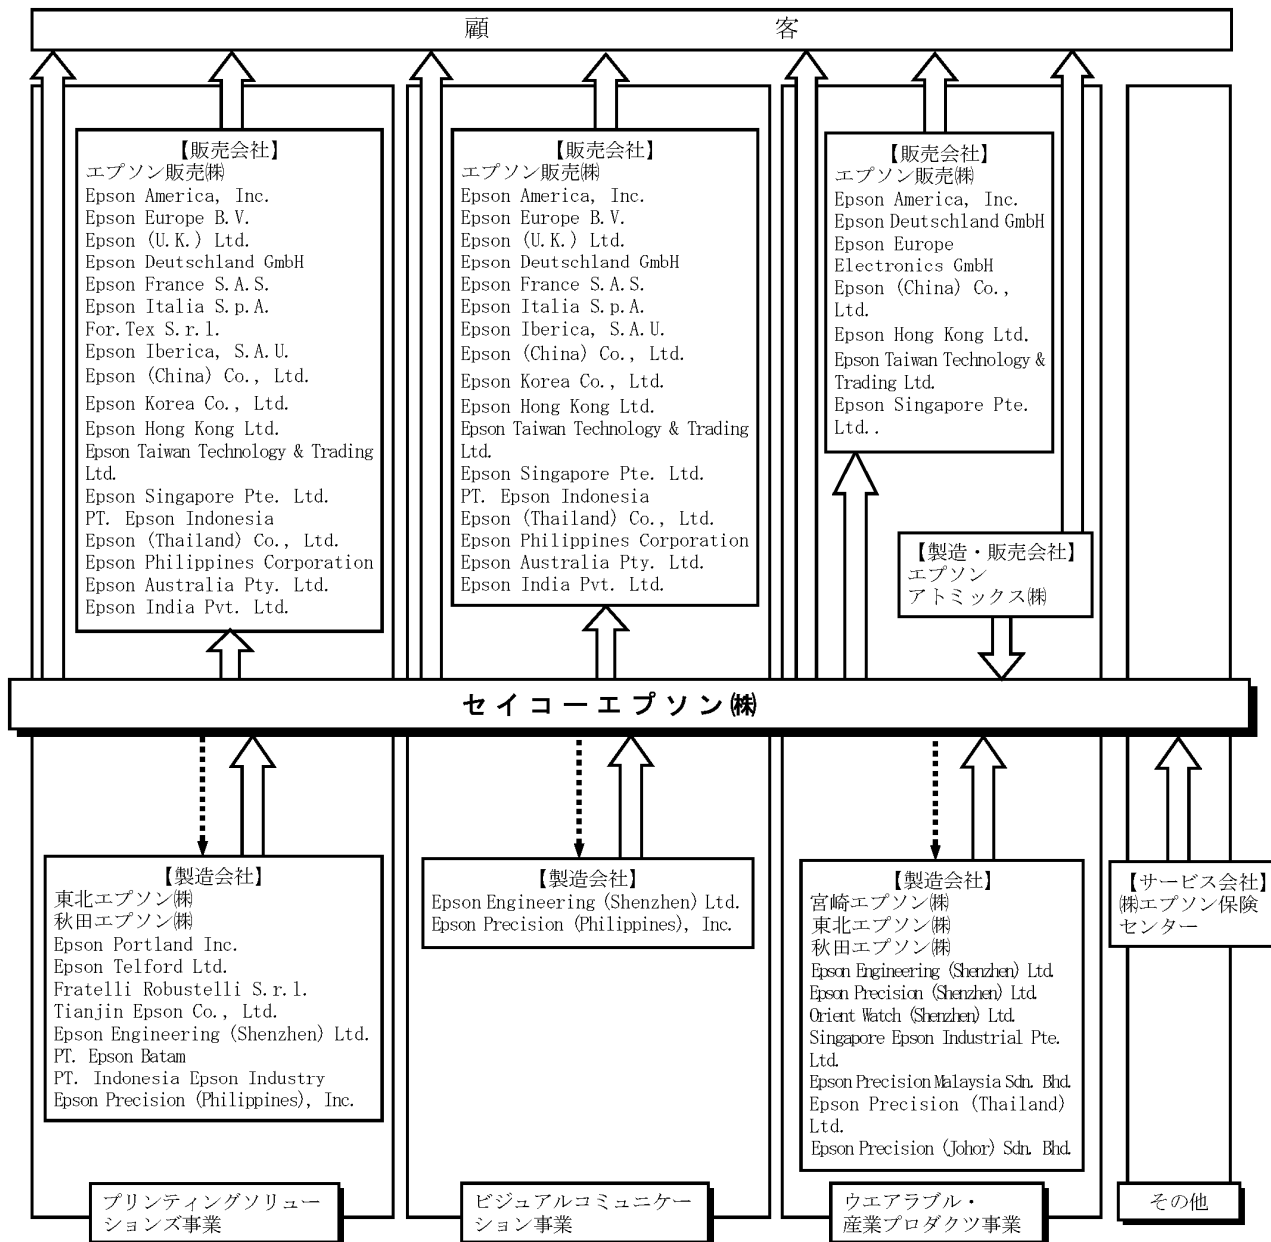 顧客
【販売会社】
エプソン販売㈱
Epson America, Inc.
Epson Europe B.V.
Epson (U.K.) Ltd.
Epson Deutschland GmbH
Epson France S.A.S.
Epson Italia S.p.A.
For.Tex S.r.l.
Epson Iberica, S.A.U.
Epson (China) Co., Ltd.
Epson Korea Co., Ltd.
Epson Hong Kong Ltd.
Epson Taiwan Technology & Trading
Ltd.
Epson Singapore Pte. Ltd.
PT. Epson Indonesia
Epson (Thailand) Co., Ltd.
Epson Philippines Corporation
Epson Australia Pty. Ltd.
Epson India Pvt. Ltd.
【販売会社】
エプソン販売㈱
Epson America, Inc.
Epson Europe B.V.
Epson (U.K.) Ltd.
Epson Deutschland GmbH
Epson France S.A.S.
Epson Italia S.p.A.
Epson Iberica, S.A.U.
Epson (China) Co., Ltd.
Epson Korea Co., Ltd.
Epson Hong Kong Ltd.
Epson Taiwan Technology & Trading
Ltd.
Epson Singapore Pte. Ltd.
PT. Epson Indonesia
Epson (Thailand) Co., Ltd.
Epson Philippines Corporation
Epson Australia Pty. Ltd.
Epson India Pvt. Ltd.
【販売会社】
エプソン販売㈱
Epson America, Inc.
Epson Deutschland GmbH
Epson Europe
Electronics GmbH
Epson (China) Co.,
Ltd.
Epson Hong Kong Ltd.
Epson Taiwan Technology &
Trading Ltd.
Epson Singapore Pte.
Ltd..
【製造・販売会社】
エプソン
アトミックス㈱
セイコーエプソン㈱
【製造会社】
東北エプソン㈱
秋田エプソン㈱
Epson Portland Inc.
Epson Telford Ltd.
Fratelli Robustelli S.r.l.
Tianjin Epson Co., Ltd.
Epson Engineering (Shenzhen) Ltd.
PT. Epson Batam
PT. Indonesia Epson Industry
Epson Precision (Philippines), Inc.
【製造会社】
Epson Engineering (Shenzhen) Ltd.
Epson Precision (Philippines), Inc.
【製造会社】
宮崎エプソン㈱
東北エプソン㈱
秋田エプソン㈱
Epson Engineering (Shenzhen) Ltd.
Epson Precision (Shenzhen) Ltd.
Orient Watch (Shenzhen) Ltd.
Singapore Epson Industrial Pte.
Ltd.
Epson Precision Malaysia Sdn. Bhd.
Epson Precision (Thailand)
Ltd.
Epson Precision (Johor) Sdn. Bhd.
【サービス会社】
㈱エプソン保険
センター
プリンティングソリュー
ションズ事業
ビジュアルコミュニケー
ション事業
ウエアラブル・
産業プロダクツ事業
その他